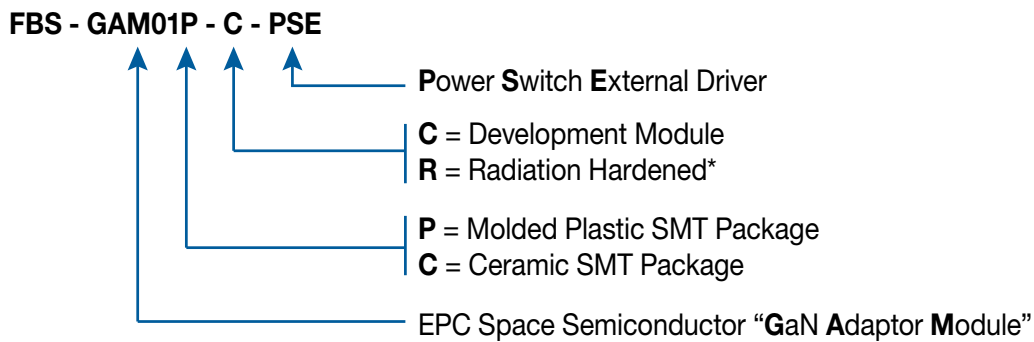 FBS - GAM01P - C - PSE
Power Switch External Driver
C = Development Module
R = Radiation Hardened*
P = Molded Plastic SMT Package
C = Ceramic SMT Package
EPC Space Semiconductor “GaN Adaptor Module”